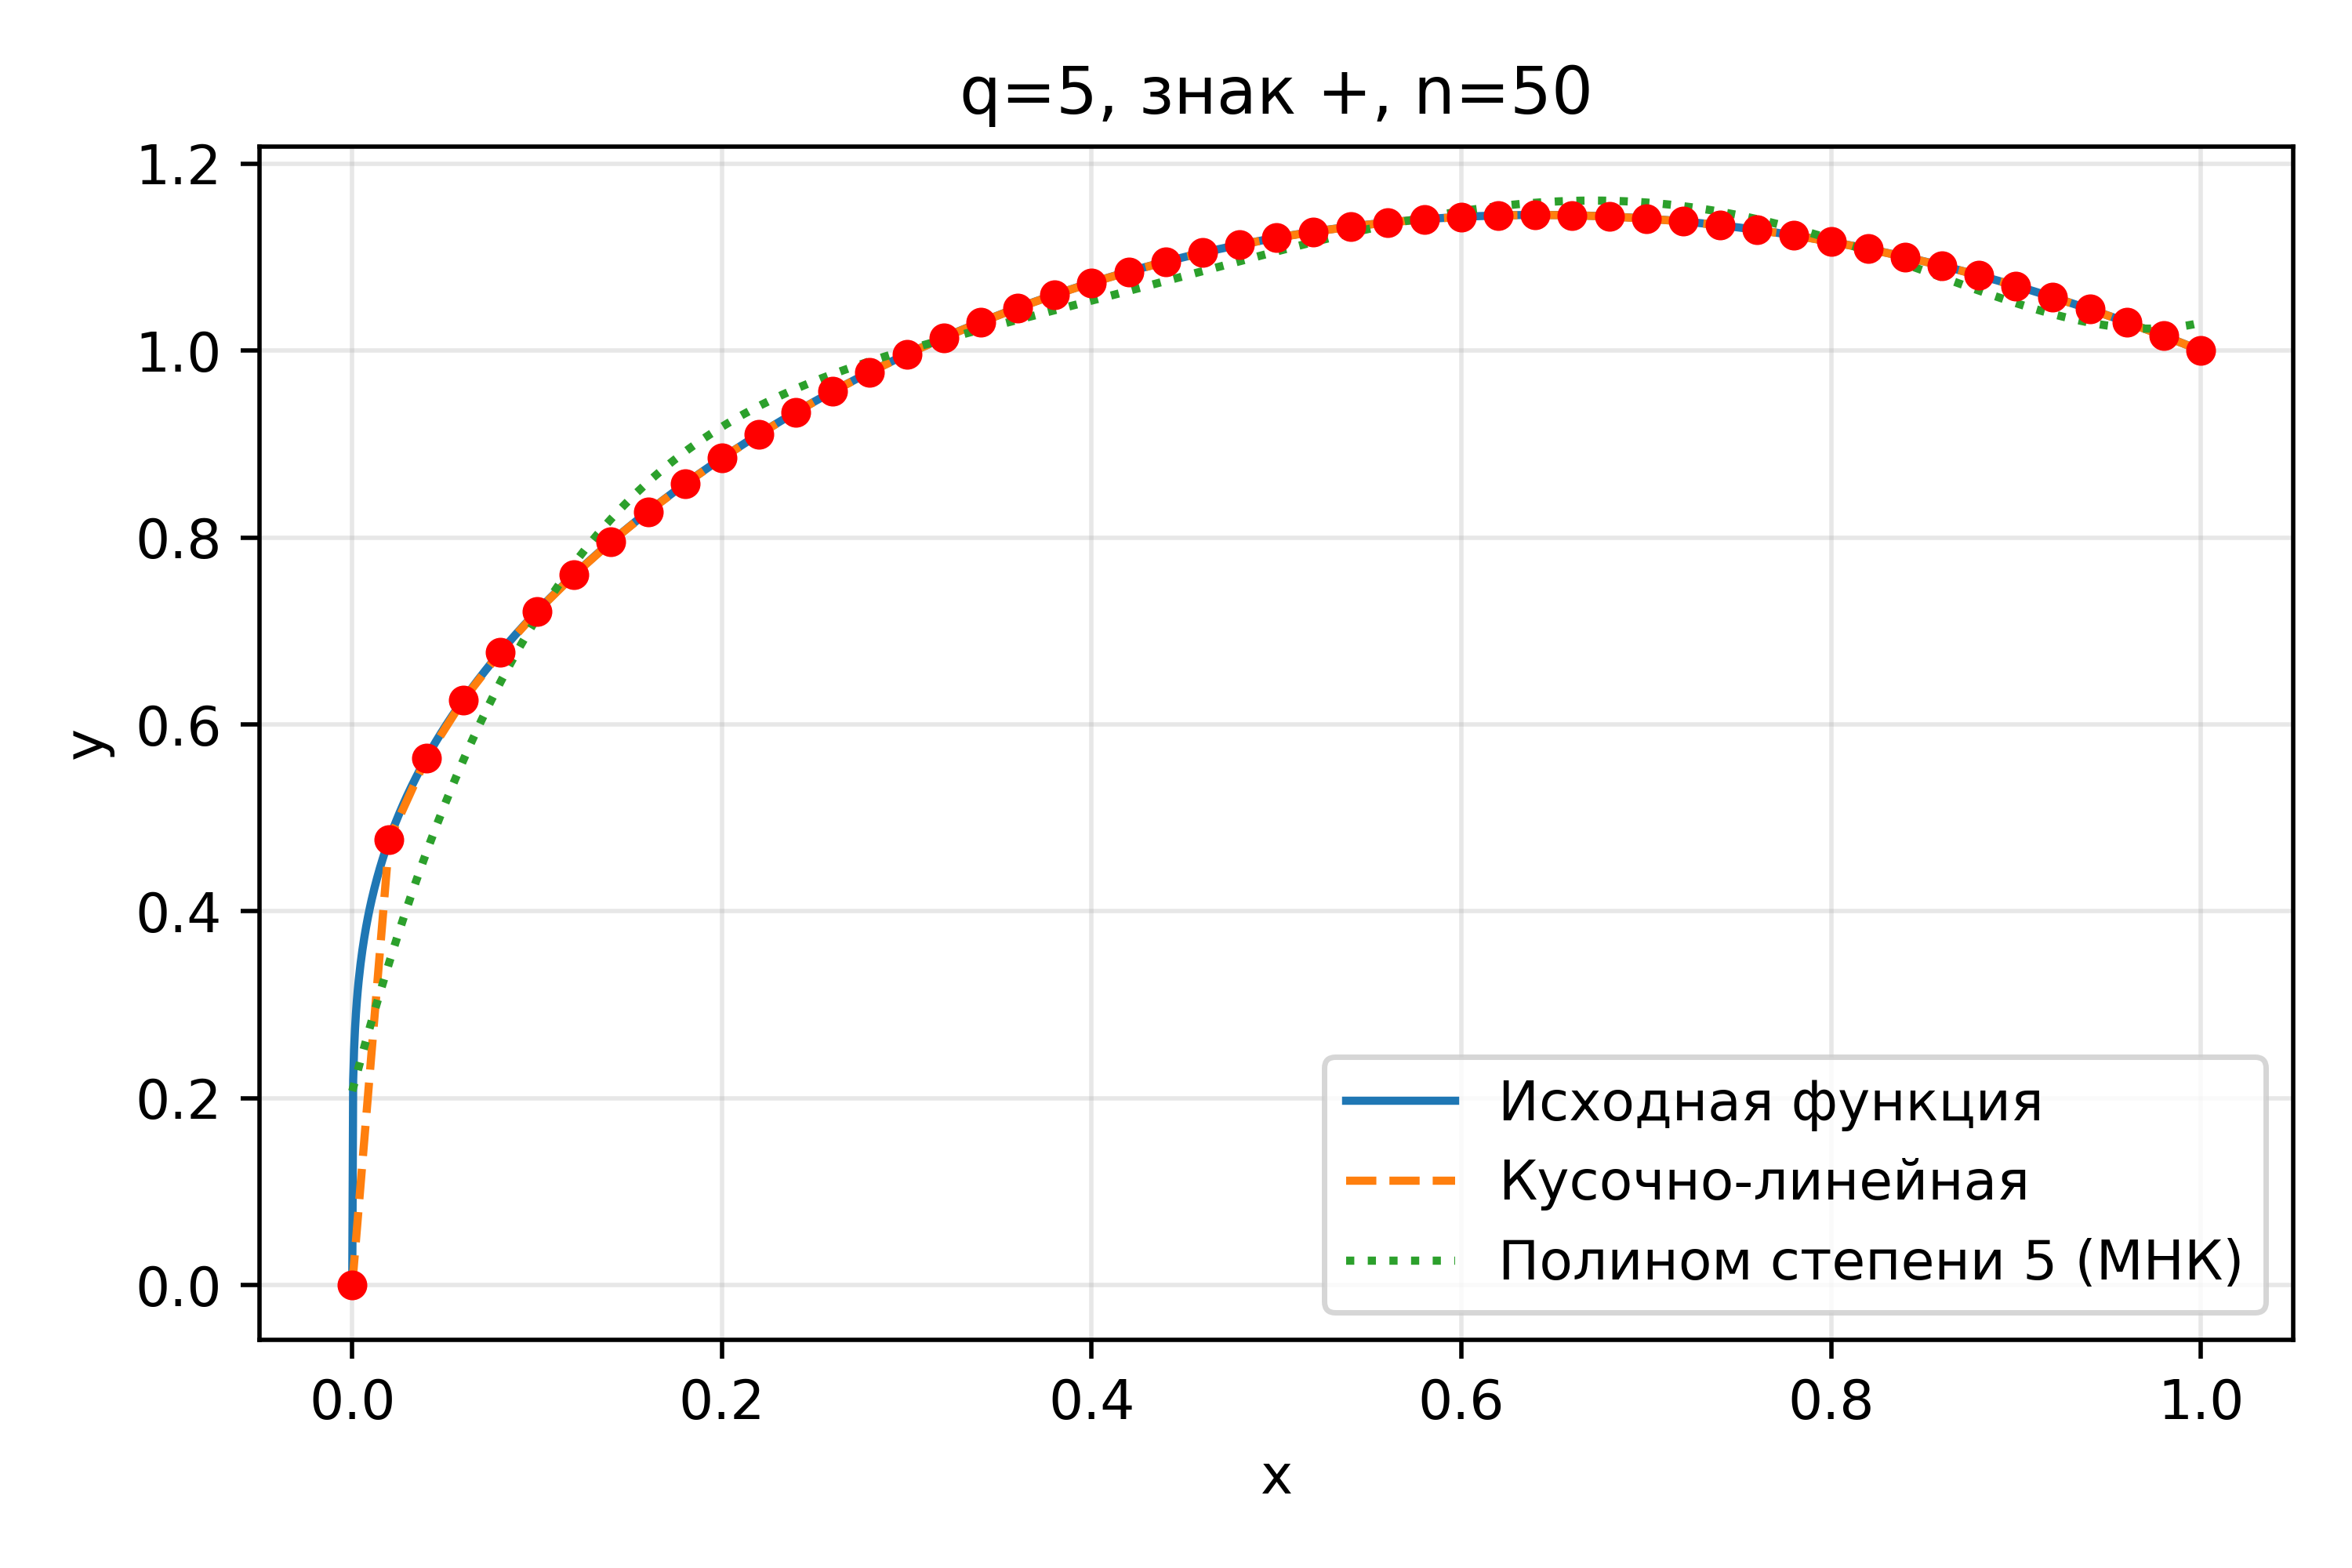 q=5, знак +, n=50
1.2
1.0
0.8
0.6
0.4
0.2
0.0
y
0.0 0.2 0.4 0.6 0.8 1.0
x
Исходная функция
Кусочно-линейная
Полином степени 5 (МНК)